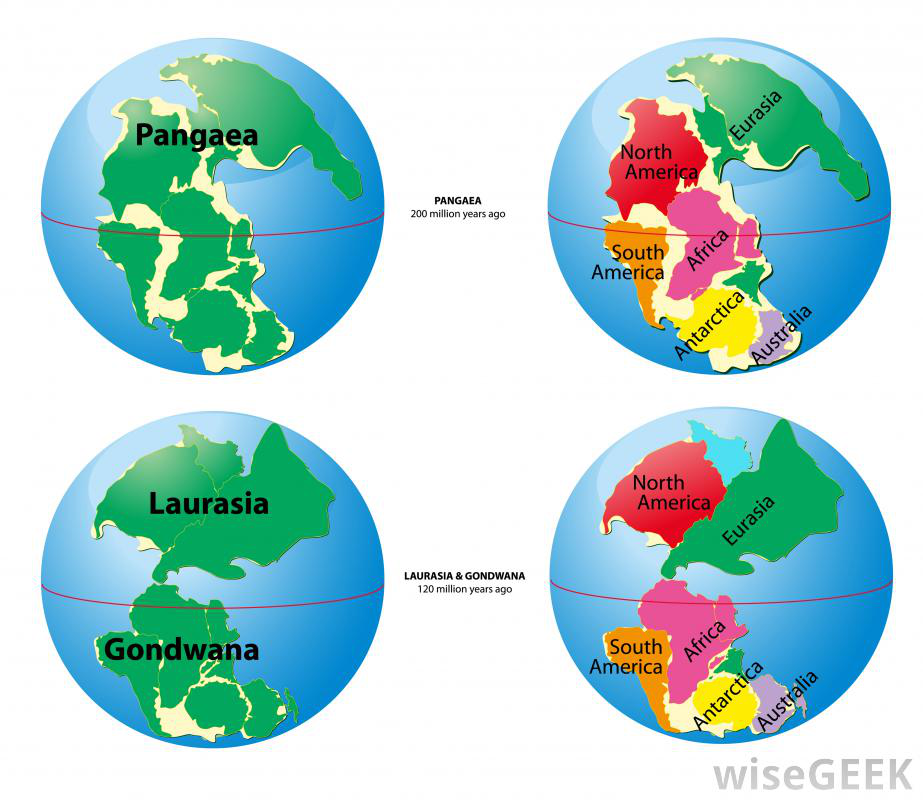 Pangaea
Eurasia
North
America
PANGAEA
200 million years ago
South
America
Africa
Antarctica
Australia
Laurasia
North
America
Eurasia
LAURASIA & GONDWANA
120 million years ago
Gondwana
South
America
Africa
Antarctica
Australia
wiseGEEK